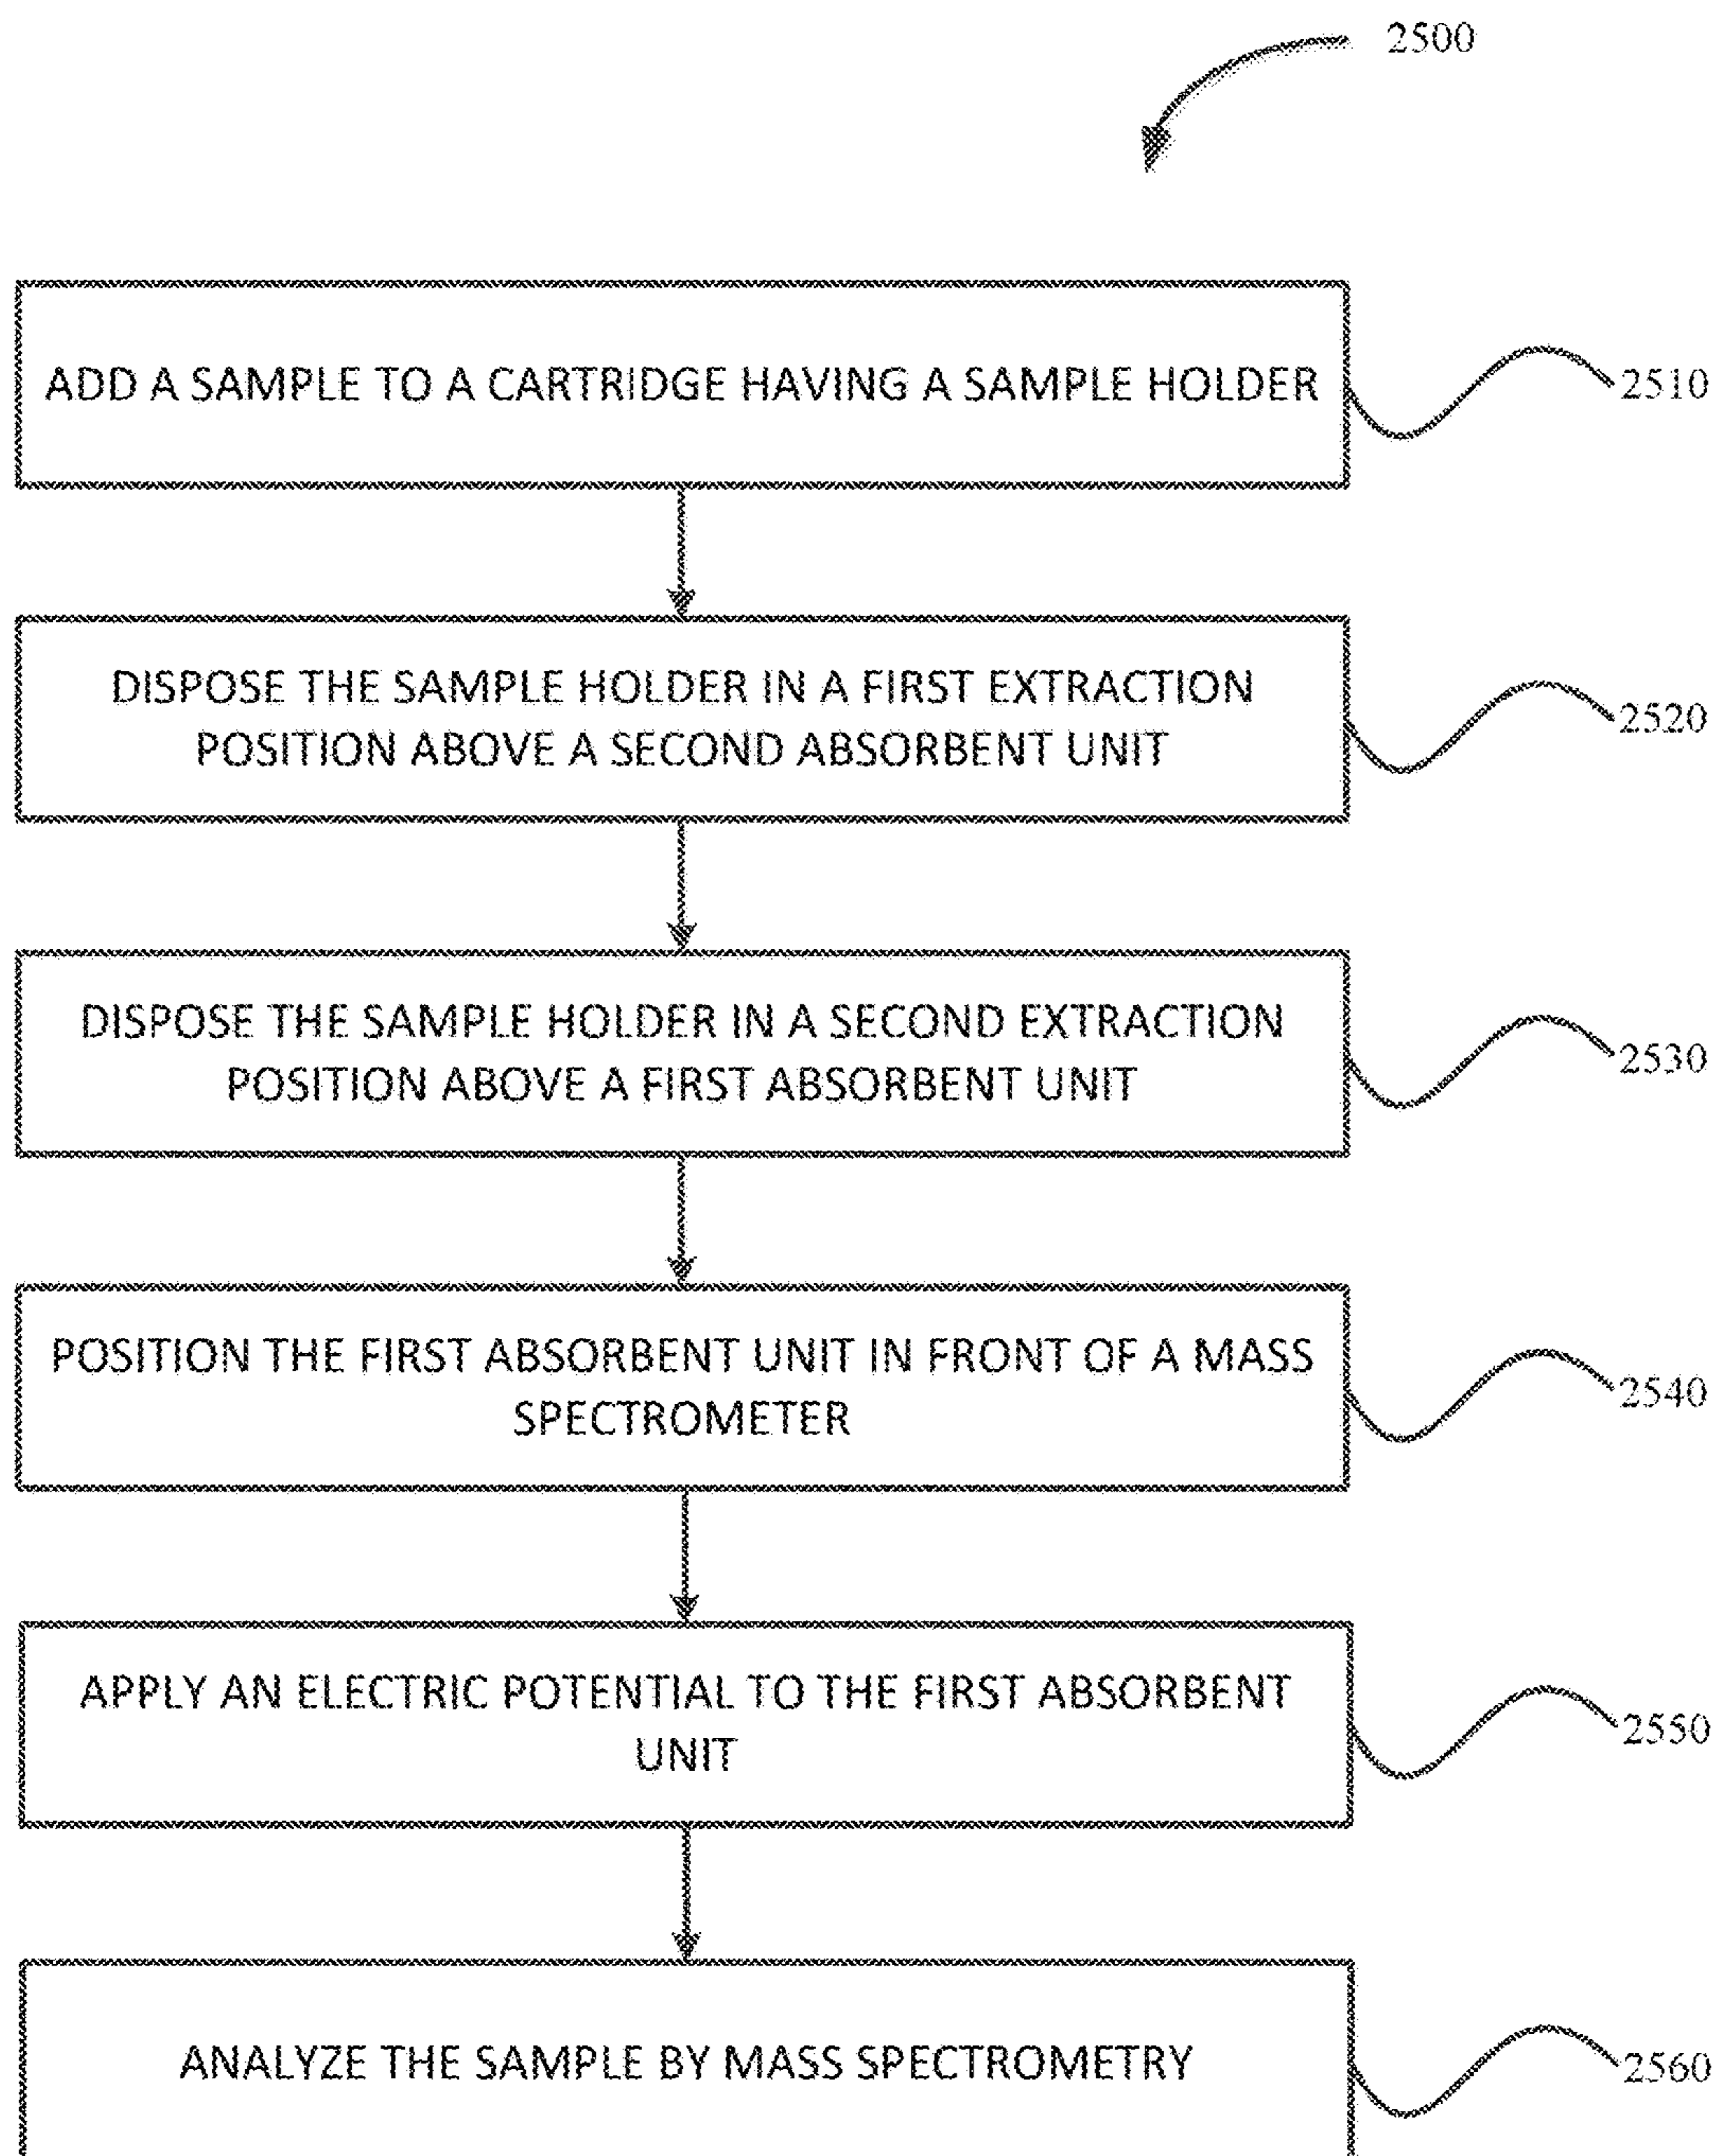 2500
ADD A SAMPLE TO A CARTRIDGE HAVING A SAMPLE HOLDER
2510
DISPOSE THE SAMPLE HOLDER IN A FIRST EXTRACTION
POSITION ABOVE A SECOND ABSORBENT UNIT
2520
DISPOSE THE SAMPLE HOLDER IN A SECOND EXTRACTION
POSITION ABOVE A FIRST ABSORBENT UNIT
2530
POSITION THE FIRST ABSORBENT UNIT IN FRONT OF A MASS
SPECTROMETER
2540
APPLY AN ELECTRIC POTENTIAL TO THE FIRST ABSORBENT
UNIT
2550
ANALYZE THE SAMPLE BY MASS SPECTROMETRY
2560